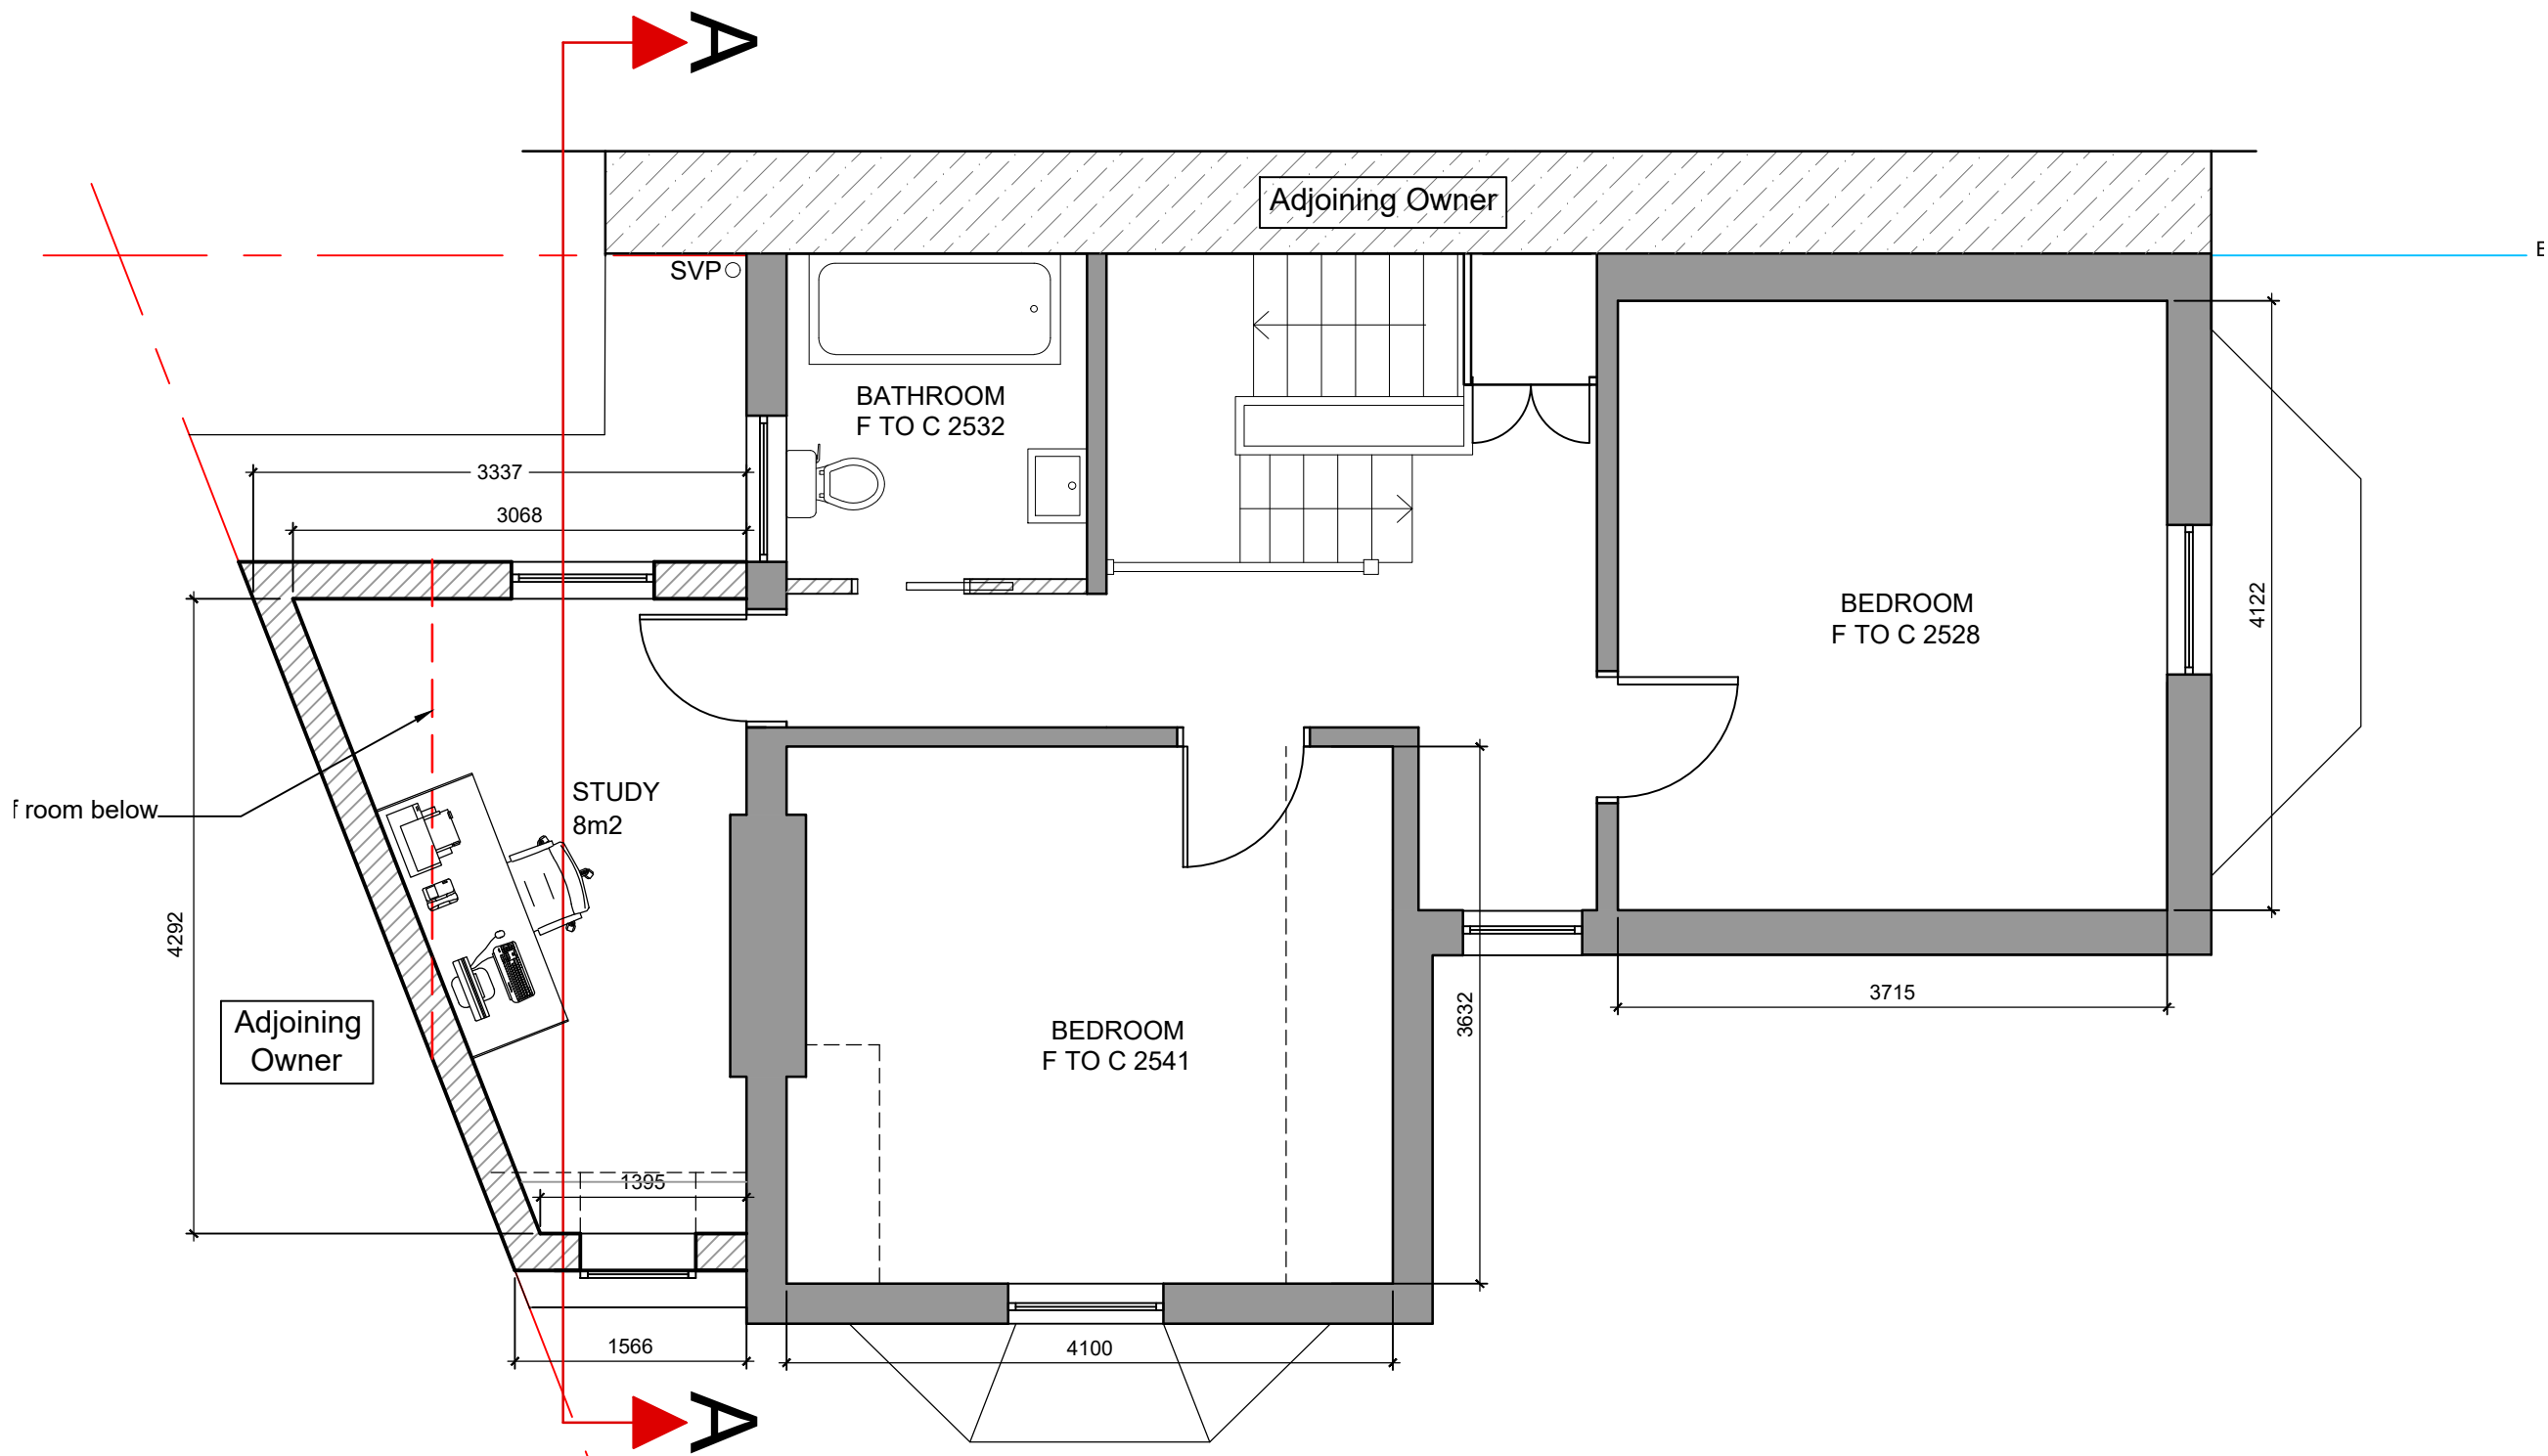 A
Adjoining Owner
E
SVP
BATHROOM
F TO C 2532
3337
3068
BEDROOM
F TO C 2528
4122
STUDY
8m2
f room below
4292
Adjoining
Owner
3715
3632
BEDROOM
F TO C 2541
1395
1566
4100
A